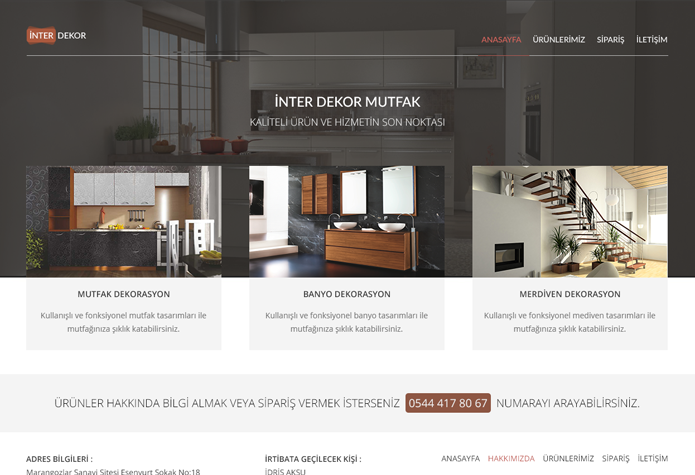 İNTER DEKOR
ANASAYFA ÜRÜNLERİMİZ SİPARİŞ İLETİŞİM
İNTER DEKOR MUTFAK
KALİTELİ ÜRÜN VE HİZMETİN SON NOKTASI
MUTFAK DEKORASYON
Kullanışlı ve fonksiyonel mutfak tasarımları ile
mutfağınıza şıklık katabilirsiniz.
BANYO DEKORASYON
Kullanışlı ve fonksiyonel banyo tasarımları ile
mutfağınıza şıklık katabilirsiniz.
MERDİVEN DEKORASYON
Kullanışlı ve fonksiyonel mediven tasarımları ile
mutfağınıza şıklık katabilirsiniz.
ÜRÜNLER HAKKINDA BİLGİ ALMAK VEYA SİPARİŞ VERMEK İSTERSENİZ 0544 417 80 67 NUMARAYI ARAYABİLİRSİNİZ.
ADRES BİLGİLERİ :
Marangozlar Sanayi Sitesi Esenyurt Sokak No:18
İRTİBATA GEÇİLECEK KİŞİ :
İDRİS AKSU
ANASAYFA HAKKIMIZDA ÜRÜNLERİMİZ SİPARİŞ İLETİŞİM